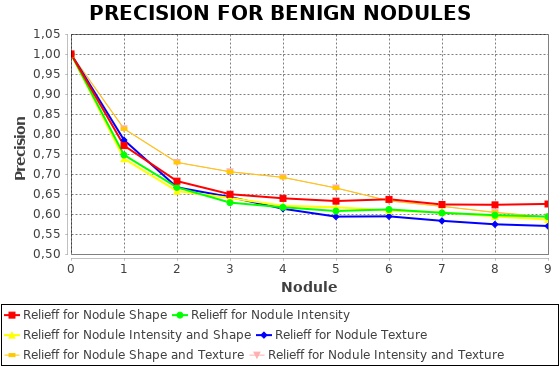 PRECISION FOR BENIGN NODULES
1,05
1,00
0,95
0,90
0,85
0,80
0,75
0,70
0,65
0,60
0,55
0,50
Precision
0 1 2 3 4 5 6 7 8 9
Nodule
Relieff for Nodule Shape Relieff for Nodule Intensity
Relieff for Nodule Intensity and Shape Relieff for Nodule Texture
Relieff for Nodule Shape and Texture Relieff for Nodule Intensity and Texture